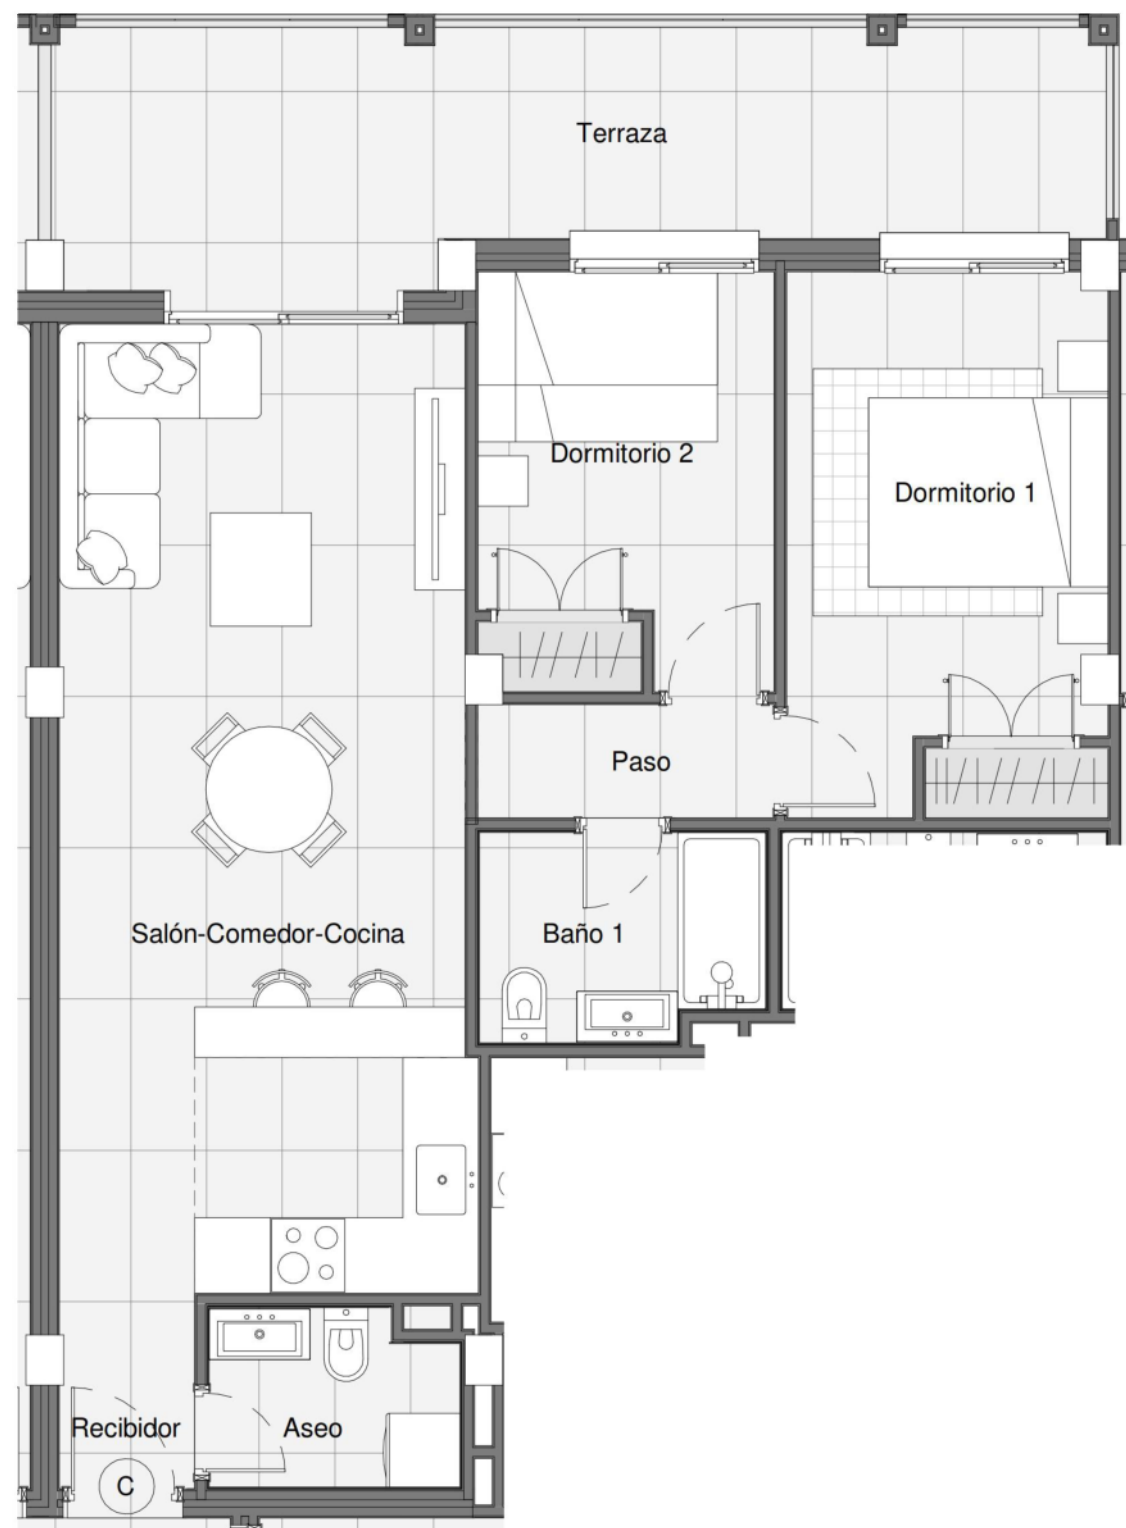 Terraza
Dormitorio 2
Dormitorio 1
Paso
Salón-Comedor-Cocina
Baño 1
Recibidor
Aseo
C